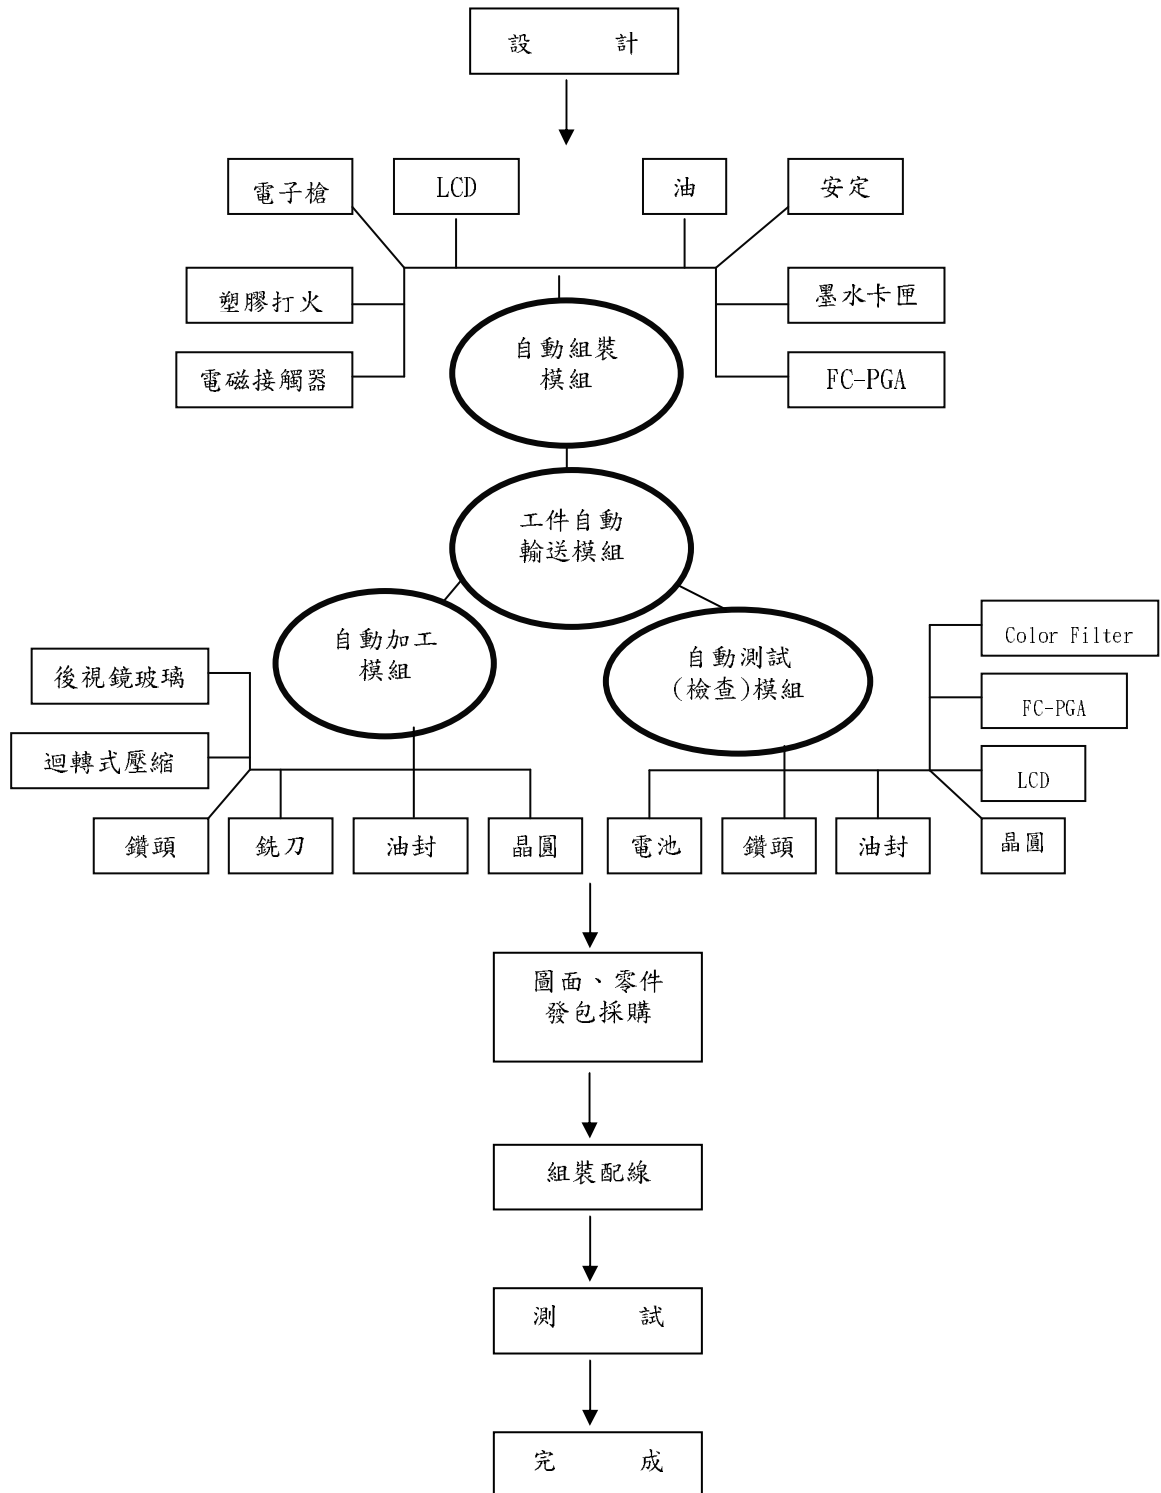 設 計
電子槍
LCD
油
安定
塑膠打火
墨水卡匣
電磁接觸器
FC-PGA
自動組裝
模組
工件自動
輸送模組
自動加工
模組
自動測試
(檢查)模組
後視鏡玻璃
迴轉式壓縮
鑽頭
銑刀
油封
晶圓
Color Filter
FC-PGA
LCD
電池
鑽頭
油封
晶圓
圖面、零件
發包採購
組裝配線
測 試
完 成